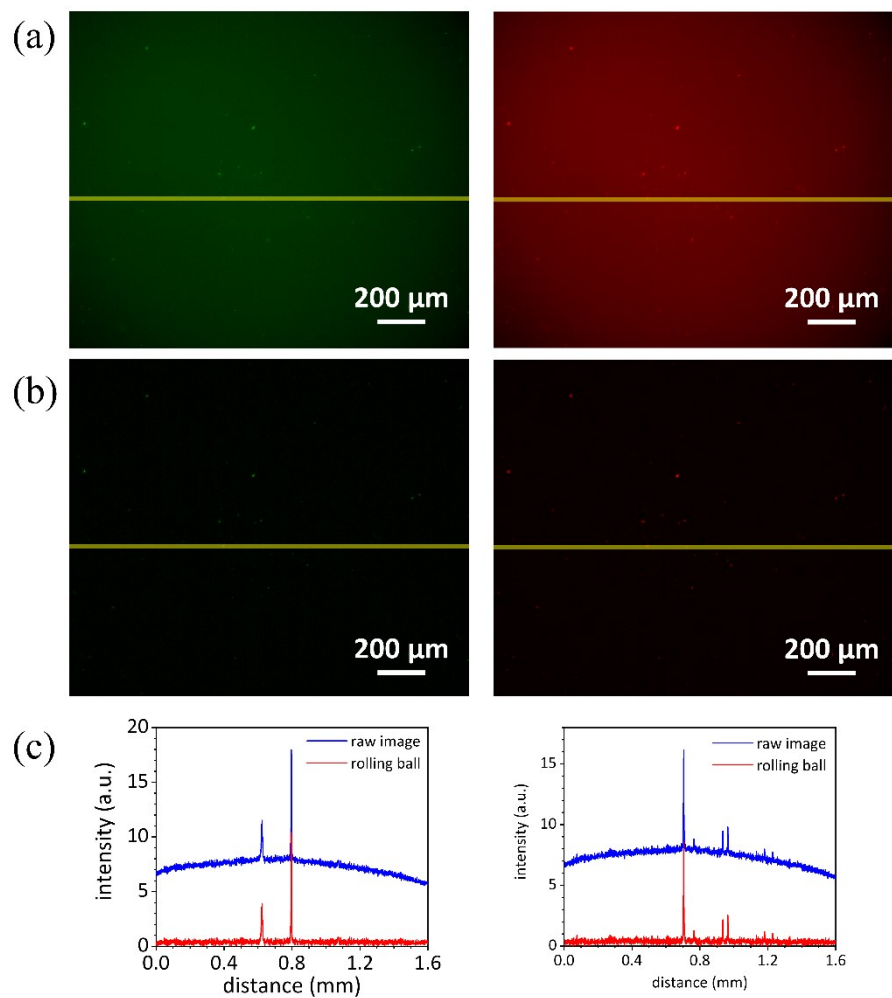 (a)
200 µm
200 µm
(b)
200 µm
200 µm
(c)
20
15
10
5
0
intensity (a.u.)
raw image
rolling ball
0.0 0.4 0.8 1.2 1.6
distance (mm)
15
10
5
0
intensity (a.u.)
raw image
rolling ball
0.0 0.4 0.8 1.2 1.6
distance (mm)